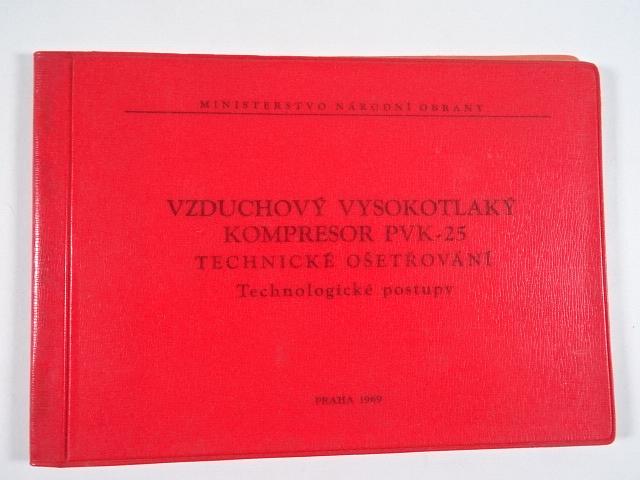 MINISTERSTVO NÁRODNÍ OBRANY
VZDUCHOVÝ VYSOKOTLAKÝ
KOMPRESOR PVK-25
TECHNICKÉ OŠETŘOVÁNÍ
Technologické postupy
PRAHA 1969